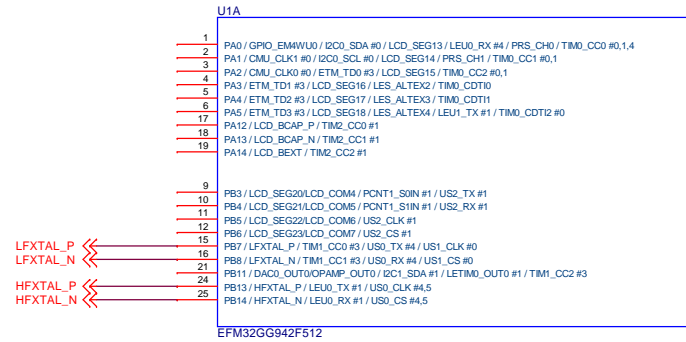 U1A
1 PA0 / GPIO_EM4WU0 / I2C0_SDA #0 / LCD_SEG13 / LEU0_RX #4 / PRS_CH0 / TIM0_CC0 #0,1,4
2 PA1 / CMU_CLK1 #0 / I2C0_SCL #0 / LCD_SEG14 / PRS_CH1 / TIM0_CC1 #0,1
3 PA2 / CMU_CLK0 #0 / ETM_TD0 #3 / LCD_SEG15 / TIM0_CC2 #0,1
4 PA3 / ETM_TD1 #3 / LCD_SEG16 / LES_ALTEX2 / TIM0_CDTI0
5 PA4 / ETM_TD2 #3 / LCD_SEG17 / LES_ALTEX3 / TIM0_CDTI1
6 PA5 / ETM_TD3 #3 / LCD_SEG18 / LES_ALTEX4 / LEU1_TX #1 / TIM0_CDTI2 #0
17 PA12 / LCD_BCAP_P / TIM2_CC0 #1
18 PA13 / LCD_BCAP_N / TIM2_CC1 #1
19 PA14 / LCD_BEXT / TIM2_CC2 #1
9 PB3 / LCD_SEG20/LCD_COM4 / PCNT1_S0IN #1 / US2_TX #1
10 PB4 / LCD_SEG21/LCD_COM5 / PCNT1_S1IN #1 / US2_RX #1
11 PB5 / LCD_SEG22/LCD_COM6 / US2_CLK #1
12 PB6 / LCD_SEG23/LCD_COM7 / US2_CS #1
LFXTAL_P 15 PB7 / LFXTAL_P / TIM1_CC0 #3 / US0_TX #4 / US1_CLK #0
LFXTAL_N 16 PB8 / LFXTAL_N / TIM1_CC1 #3 / US0_RX #4 / US1_CS #0
21 PB11 / DAC0_OUT0/OPAMP_OUT0 / I2C1_SDA #1 / LETIM0_OUT0 #1 / TIM1_CC2 #3
HFXTAL_P 24 PB13 / HFXTAL_P / LEU0_TX #1 / US0_CLK #4,5
HFXTAL_N 25 PB14 / HFXTAL_N / LEU0_RX #1 / US0_CS #4,5
EFM32GG942F512